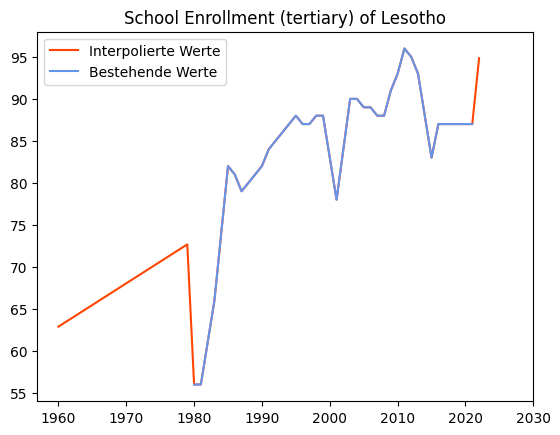 School Enrollment (tertiary) of Lesotho
Interpolierte Werte
Bestehende Werte
95
90
85
80
75
70
65
60
55
1960 1970 1980 1990 2000 2010 2020 2030